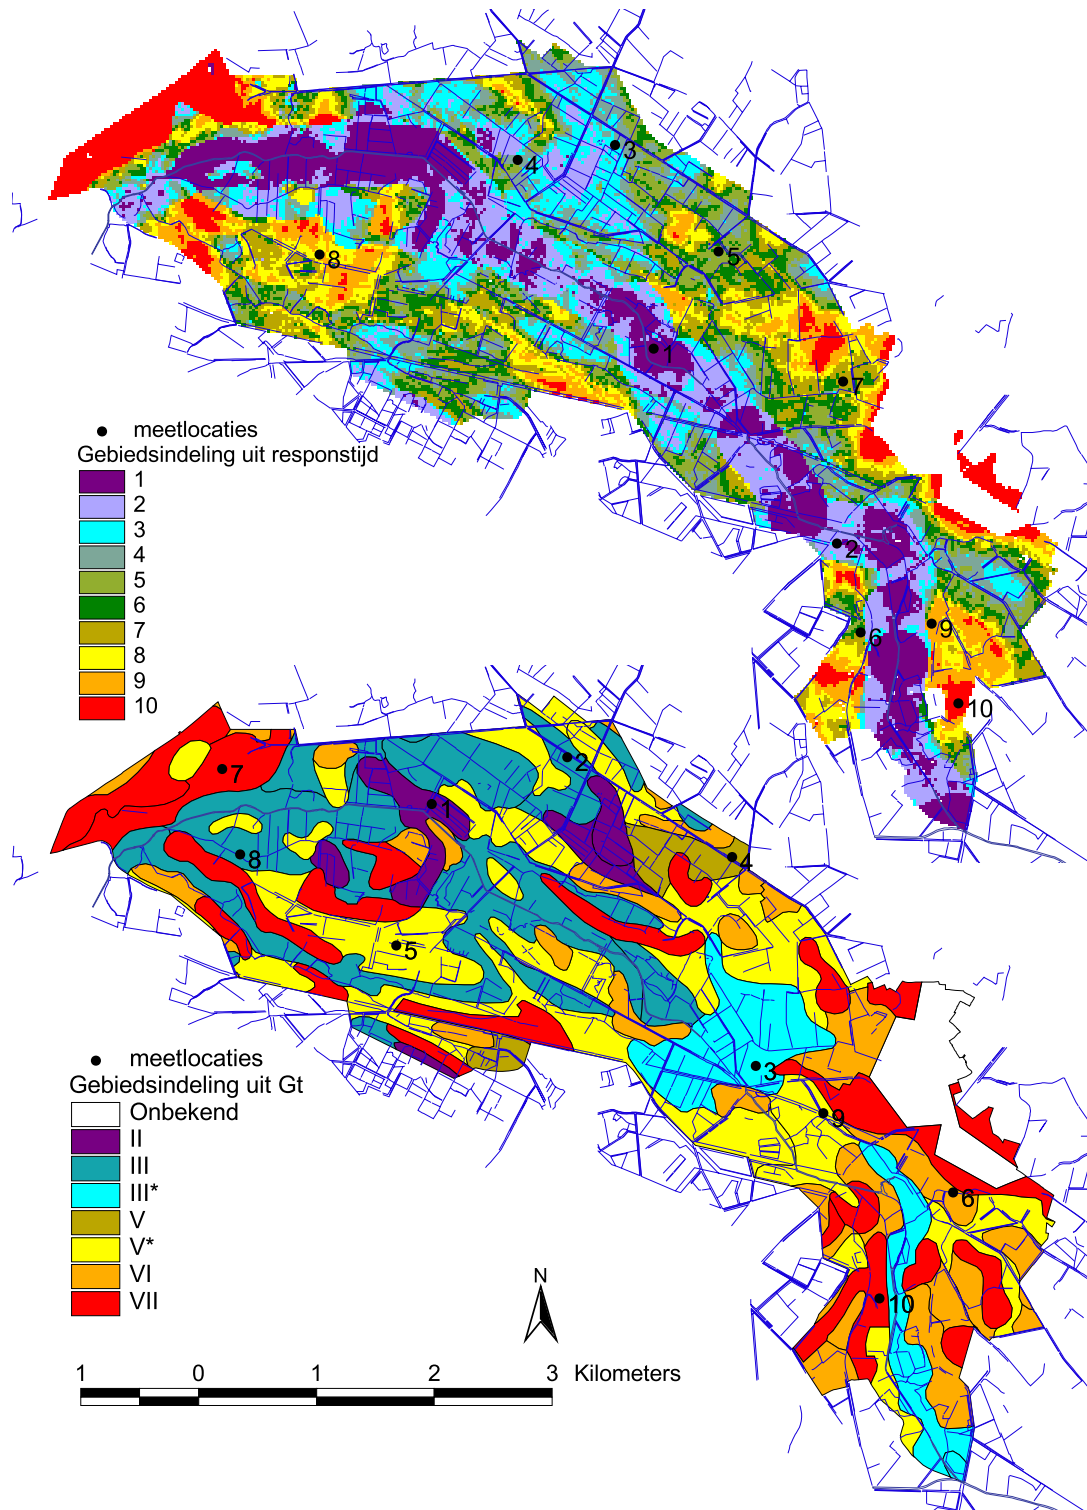 4
3
5
8
1
7
2
6
9
10
meetlocaties
Gebiedsindeling uit responstijd
1
2
3
4
5
6
7
8
9
10
7
2
1
8
4
5
3
9
6
10
meetlocaties
Gebiedsindeling uit Gt
Onbekend
II
III
III*
V
V*
VI
VII
N
1 0 1 2 3 Kilometers